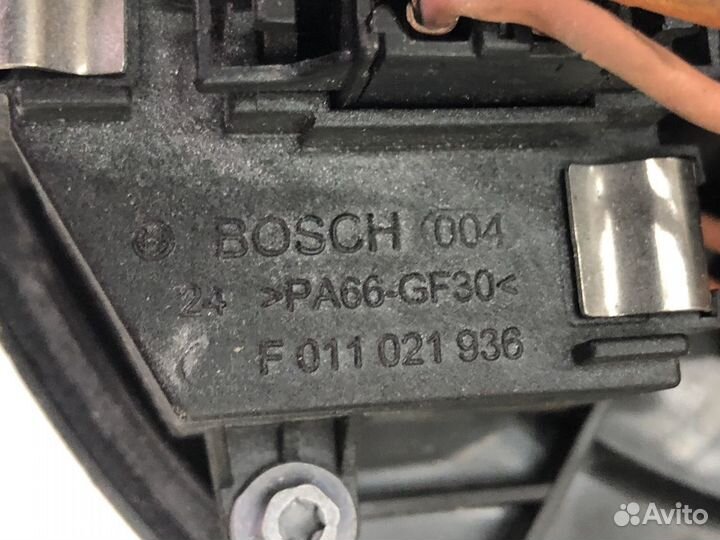 BOSCH 004
24 >PA66-GF30<
F 011 021 936
Avito